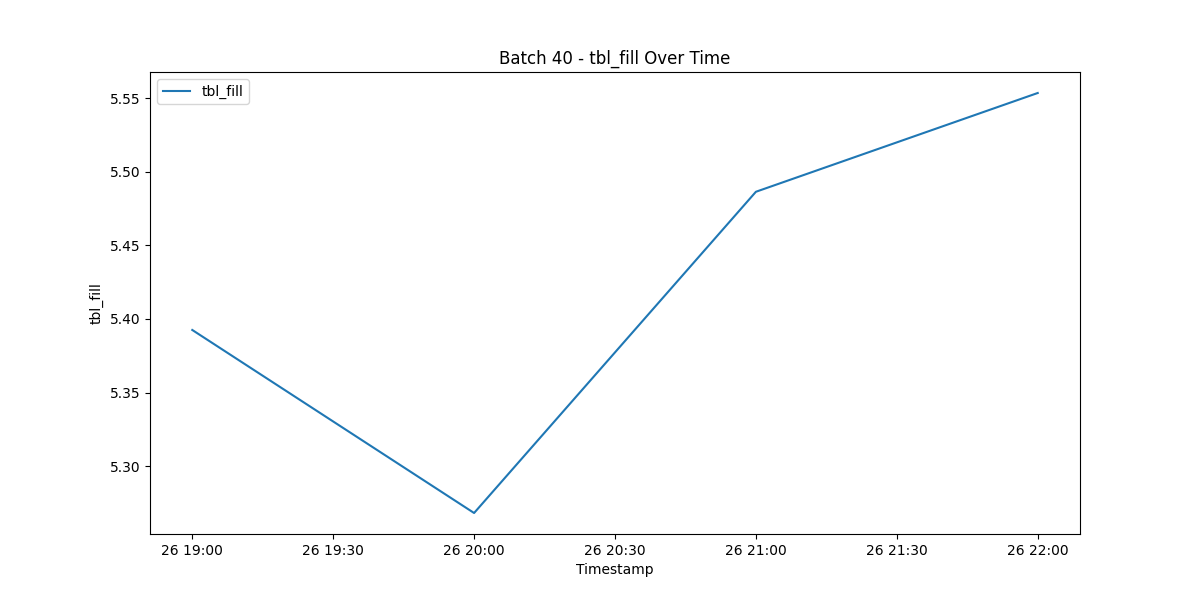 Batch 40 - tbl_fill Over Time
tbl_fill
5.55
5.50
5.45
5.40
5.35
5.30
tbl_fill
26 19:00 26 19:30 26 20:00 26 20:30 26 21:00 26 21:30 26 22:00
Timestamp